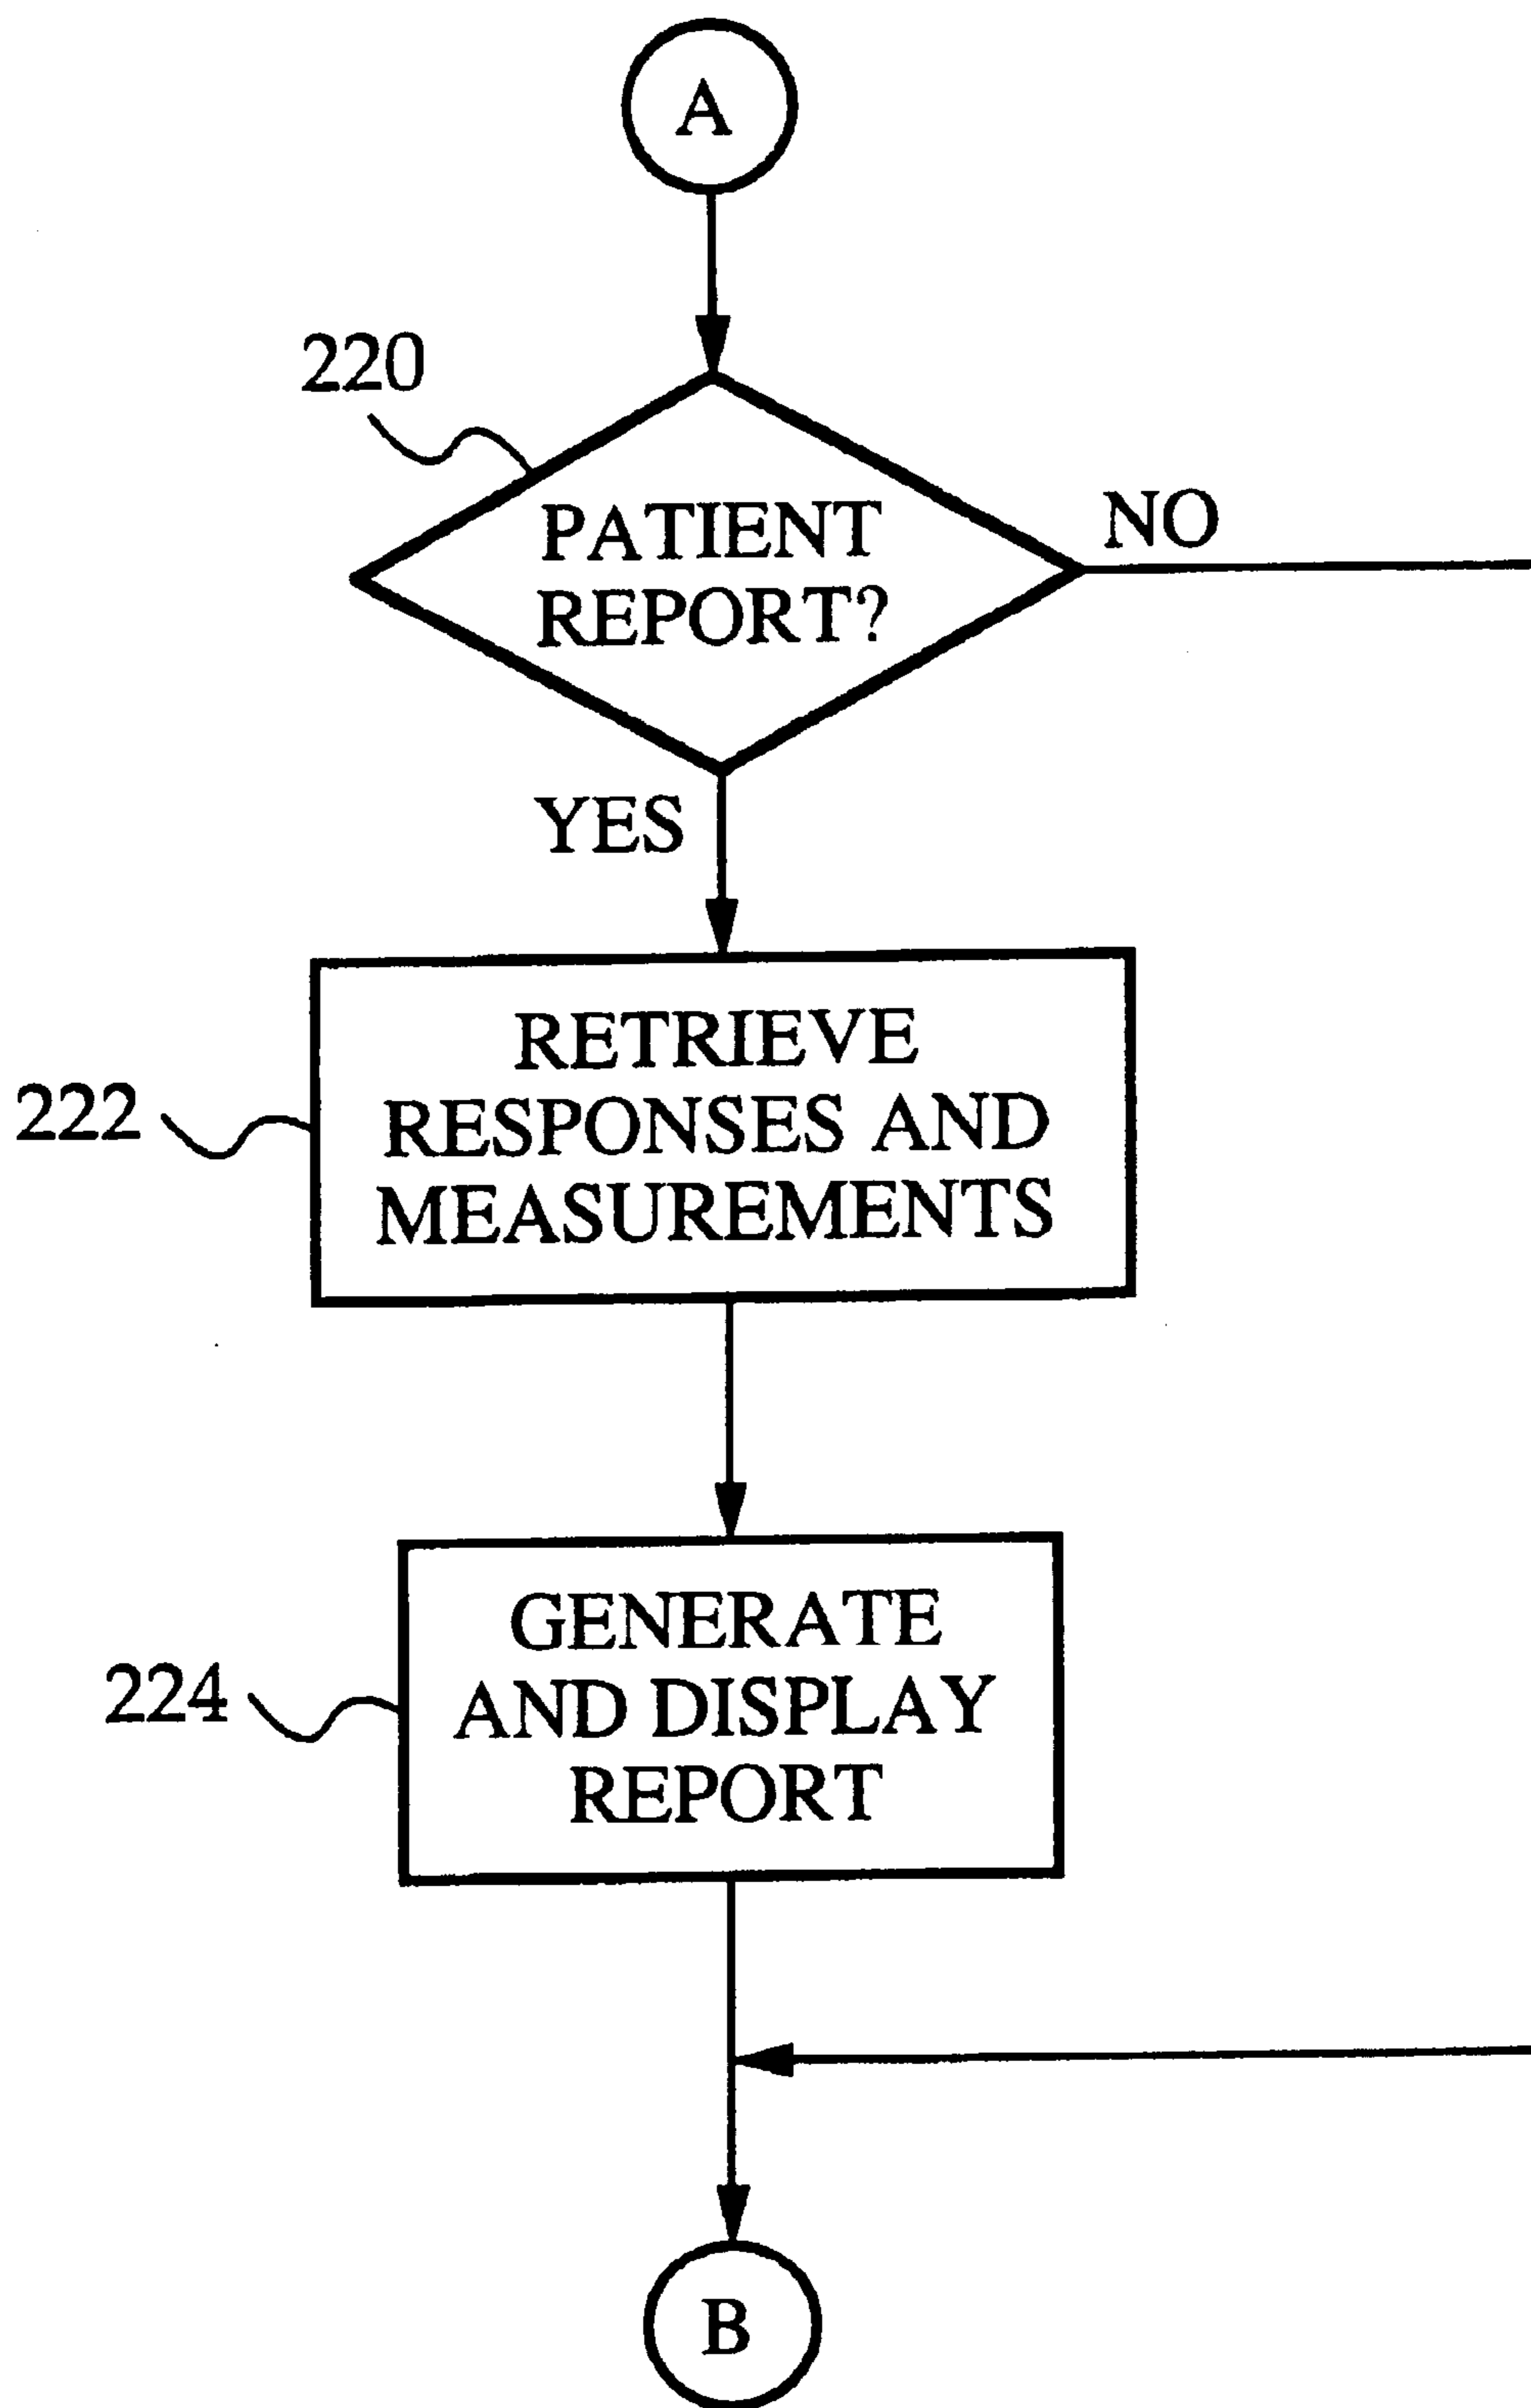 A
220
PATIENT
REPORT?
NO
YES
RETRIEVE
RESPONSES AND
MEASUREMENTS
222
GENERATE
AND DISPLAY
REPORT
224
B